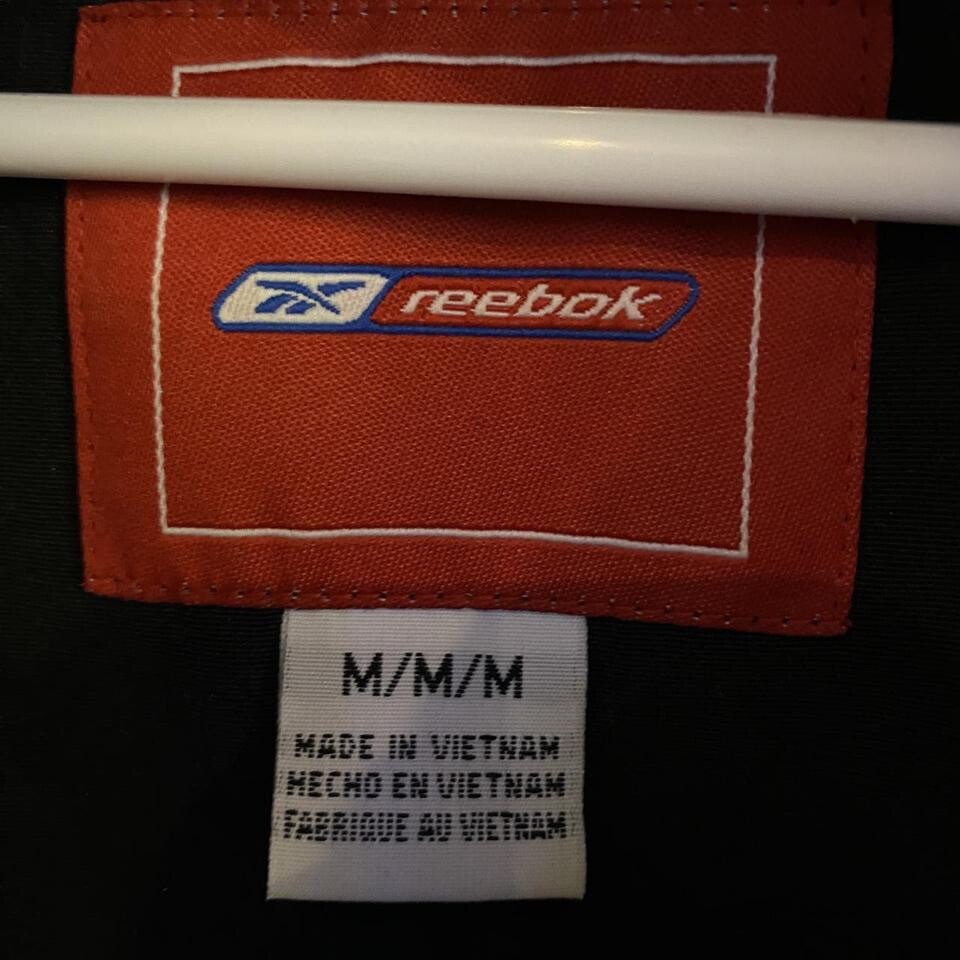 reebok
M/M/M
MADE IN VIETNAM
HECHO EN VIETNAM
FABRIQUE AU VIETNAM